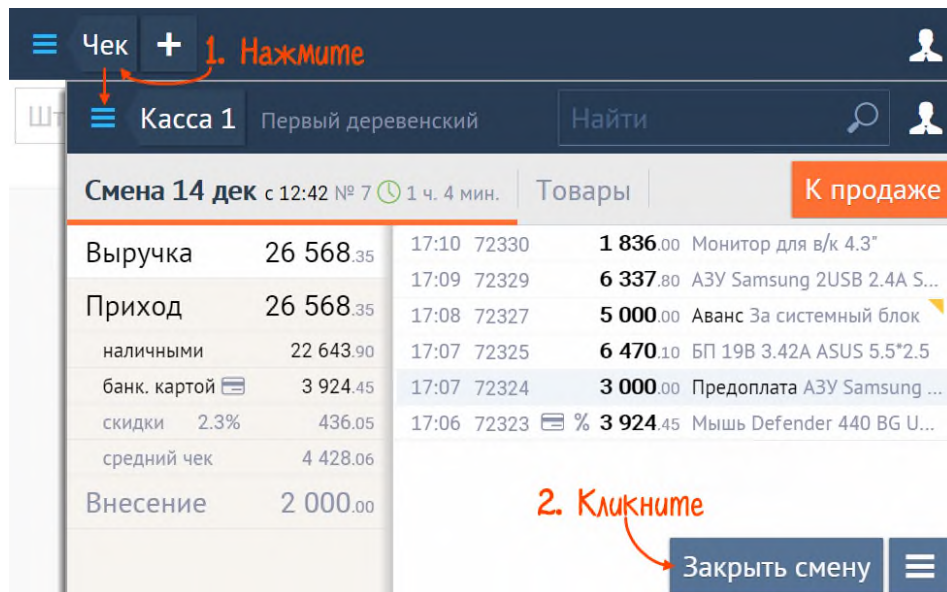 Чек + 1. Нажмите
Шт
Касса 1 Первый деревенский Найти
Смена 14 дек с 12:42 № 7 1 ч. 4 мин. Товары К продаже
Выручка 26 568.35
Приход 26 568.35
наличными 22 643.90
банк. картой 3 924.45
скидки 2.3% 436.05
средний чек 4 428.06
Внесение 2 000.00
17:10 72330 1 836.00 Монитор для в/к 4.3"
17:09 72329 6 337.80 АЗУ Samsung 2USB 2.4A S...
17:08 72327 5 000.00 Аванс За системный блок
17:07 72325 6 470.10 БП 19В 3.42А ASUS 5.5*2.5
17:07 72324 3 000.00 Предоплата АЗУ Samsung ...
17:06 72323 % 3 924.45 Мышь Defender 440 BG U...
2. Кликните
Закрыть смену